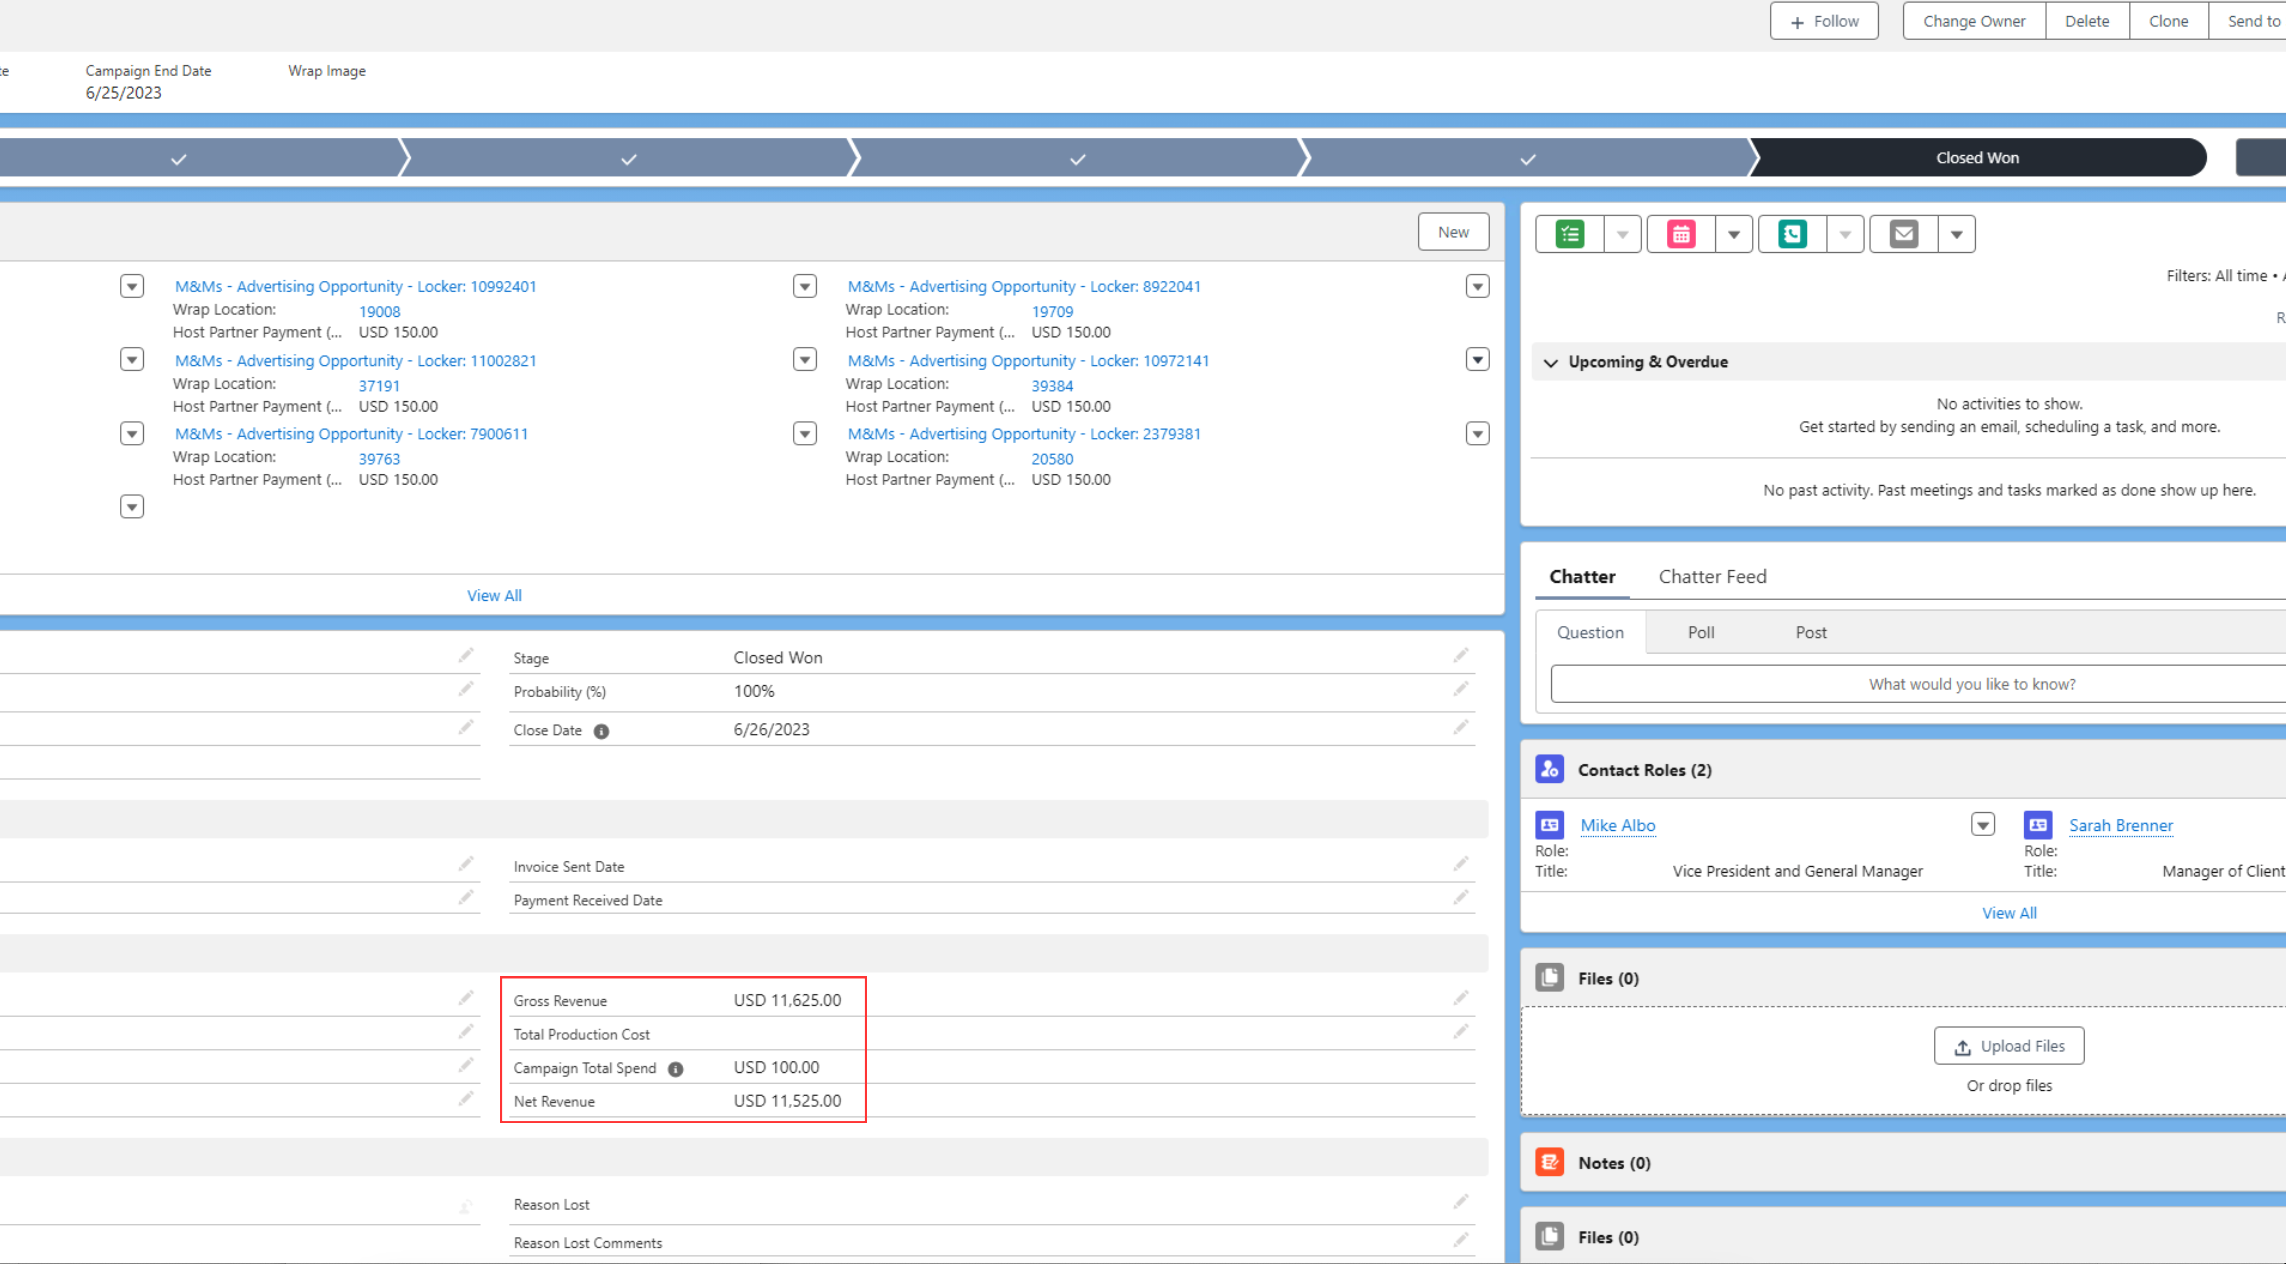 + Follow
Change Owner
Delete
Clone
Send to
te
Campaign End Date
Wrap Image
6/25/2023
Closed Won
New
M&Ms - Advertising Opportunity - Locker: 10992401
Wrap Location: 19008
Host Partner Payment (... USD 150.00
M&Ms - Advertising Opportunity - Locker: 8922041
Wrap Location: 19709
Host Partner Payment (... USD 150.00
M&Ms - Advertising Opportunity - Locker: 11002821
Wrap Location: 37191
Host Partner Payment (... USD 150.00
M&Ms - Advertising Opportunity - Locker: 10972141
Wrap Location: 39384
Host Partner Payment (... USD 150.00
M&Ms - Advertising Opportunity - Locker: 7900611
Wrap Location: 39763
Host Partner Payment (... USD 150.00
M&Ms - Advertising Opportunity - Locker: 2379381
Wrap Location: 20580
Host Partner Payment (... USD 150.00
View All
Stage Closed Won
Probability (%) 100%
Close Date 6/26/2023
Invoice Sent Date
Payment Received Date
Gross Revenue USD 11,625.00
Total Production Cost
Campaign Total Spend USD 100.00
Net Revenue USD 11,525.00
Reason Lost
Reason Lost Comments
Filters: All time •
R
Upcoming & Overdue
No activities to show.
Get started by sending an email, scheduling a task, and more.
No past activity. Past meetings and tasks marked as done show up here.
Chatter
Chatter Feed
Question
Poll
Post
What would you like to know?
Contact Roles (2)
Mike Albo
Role:
Title: Vice President and General Manager
Sarah Brenner
Role:
Title: Manager of Client
View All
Files (0)
Upload Files
Or drop files
Notes (0)
Files (0)